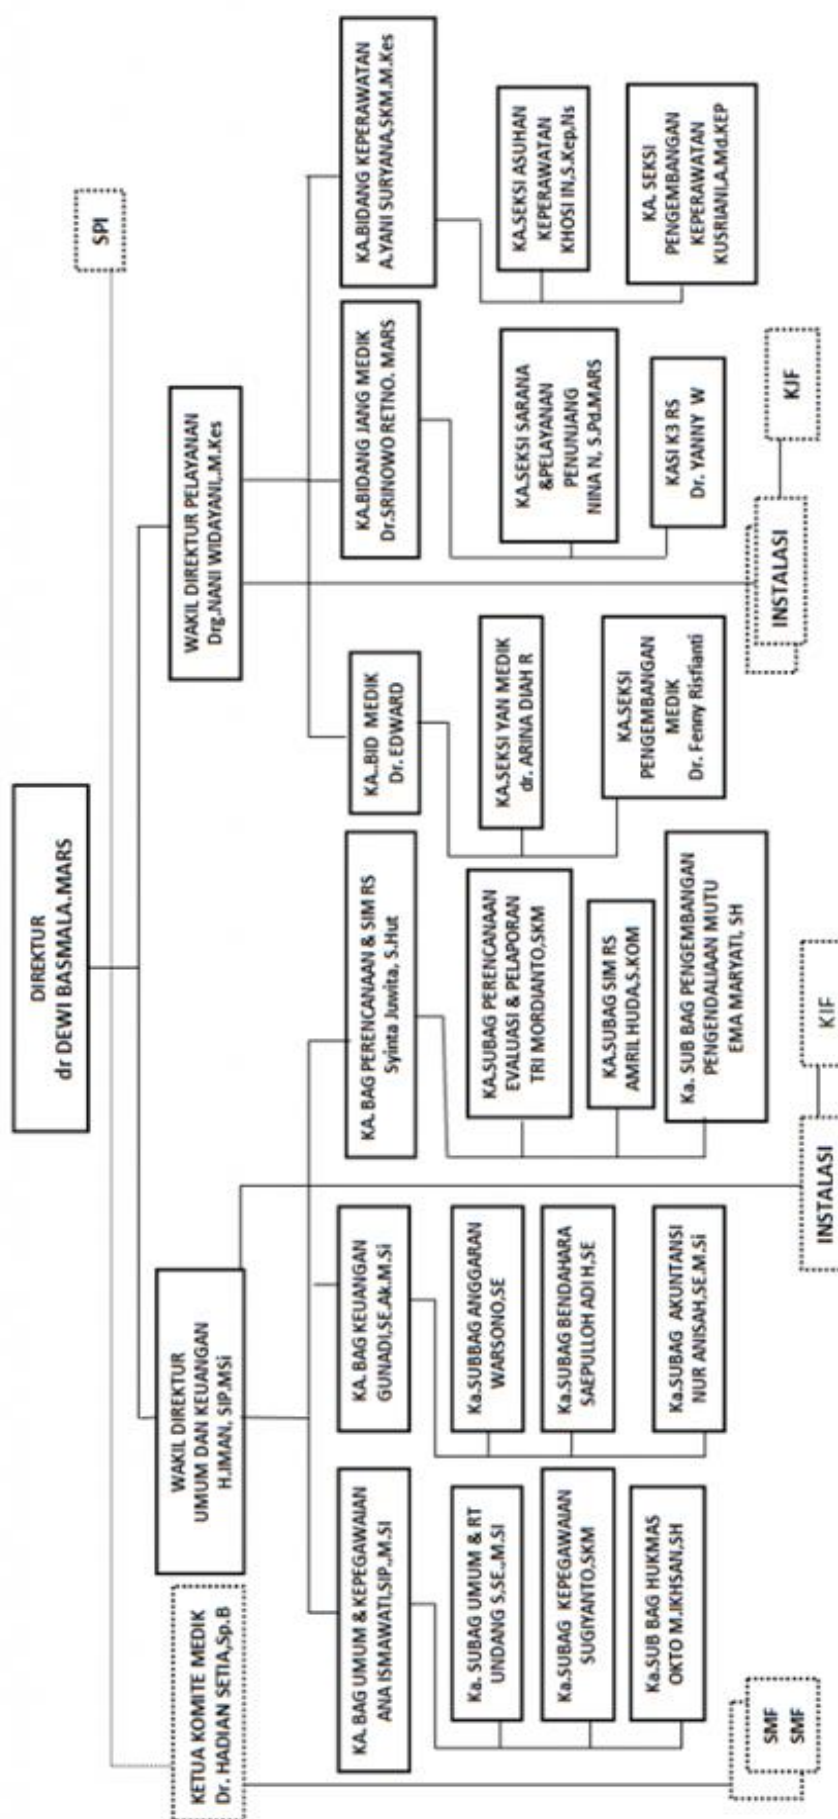 DIREKTUR
dr DEWI BASMALA.MARS
SPI
KETUA KOMITE MEDIK
Dr. HADIAN SETIA,Sp.B
WAKIL DIREKTUR
UMUM DAN KEUANGAN
H.IMAN, SIP.MSi
WAKIL DIREKTUR PELAYANAN
Drg.NANI WIDAYANI,.M.Kes
KA. BAG UMUM & KEPEGAWAIAN
ANA ISMAWATI,SIP,.M.SI
KA. BAG KEUANGAN
GUNADI,SE.Ak.M.Si
KA. BAG PERENCANAAN & SIM RS
Syinta Juwita, S.Hut
KA..BID MEDIK
Dr. EDWARD
KA.BIDANG JANG MEDIK
Dr.SRINOWO RETNO. MARS
KA.BIDANG KEPERAWATAN
A.YANI SURYANA,SKM.M.Kes
Ka. SUBAG UMUM & RT
UNDANG S,SE.,M.SI
Ka.SUBAG KEPEGAWAIAN
SUGIYANTO,SKM
Ka.SUB BAG HUKMAS
OKTO M.IKHSAN,SH
Ka.SUBBAG ANGGARAN
WARSONO,SE
Ka.SUBAG BENDAHARA
SAEPULLOH ADI H,SE
Ka.SUBAG AKUNTANSI
NUR ANISAH,SE.M.Si
KA.SUBAG PERENCANAAN
EVALUASI & PELAPORAN
TRI MORDIANTO,SKM
KA.SUBAG SIM RS
AMRIL HUDA,S.KOM
Ka. SUB BAG PENGEMBANGAN
PENGENDALIAAN MUTU
EMA MARYATI, SH
KA.SEKSI YAN MEDIK
dr. ARINA DIAH R
KA.SEKSI
PENGEMBANGAN
MEDIK
Dr. Fenny Risfianti
KA.SEKSI SARANA
&PELAYANAN
PENUNJANG
NINA N, S.Pd.MARS
KASI K3 RS
Dr. YANNY W
KA.SEKSI ASUHAN
KEPERAWATAN
KHOSI IN,S.Kep,Ns
KA. SEKSI
PENGEMBANGAN
KEPERAWATAN
KUSRIANI,A.Md.KEP
SMF
SMF
INSTALASI
KIF
INSTALASI
KJF